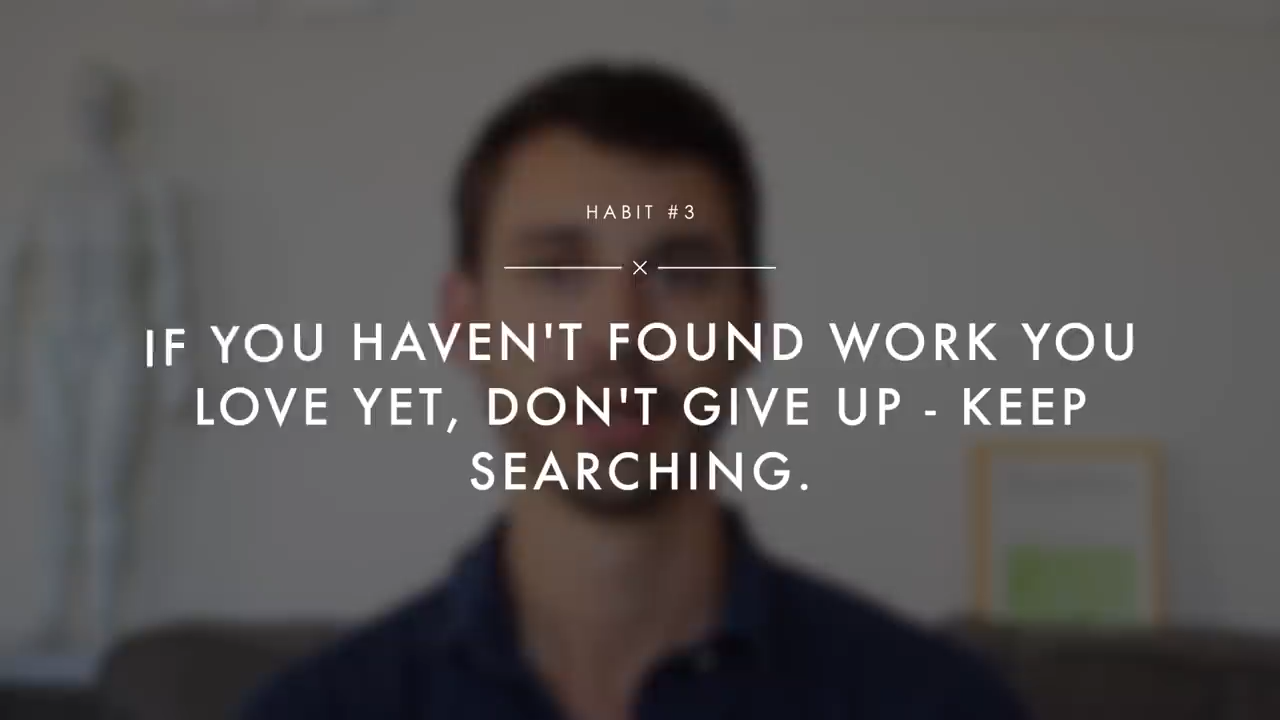 HABIT #3
IF YOU HAVEN'T FOUND WORK YOU
LOVE YET, DON'T GIVE UP - KEEP
SEARCHING.